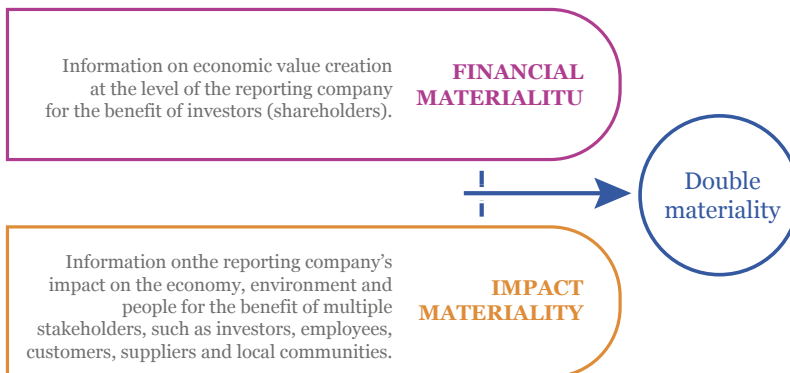 Information on economic value creation
at the level of the reporting company
for the benefit of investors (shareholders).
FINANCIAL
MATERIALITU
Double
materiality
Information onthe reporting company's
impact on the economy, environment and
people for the benefit of multiple
stakeholders, such as investors, employees,
customers, suppliers and local communities.
IMPACT
MATERIALITY